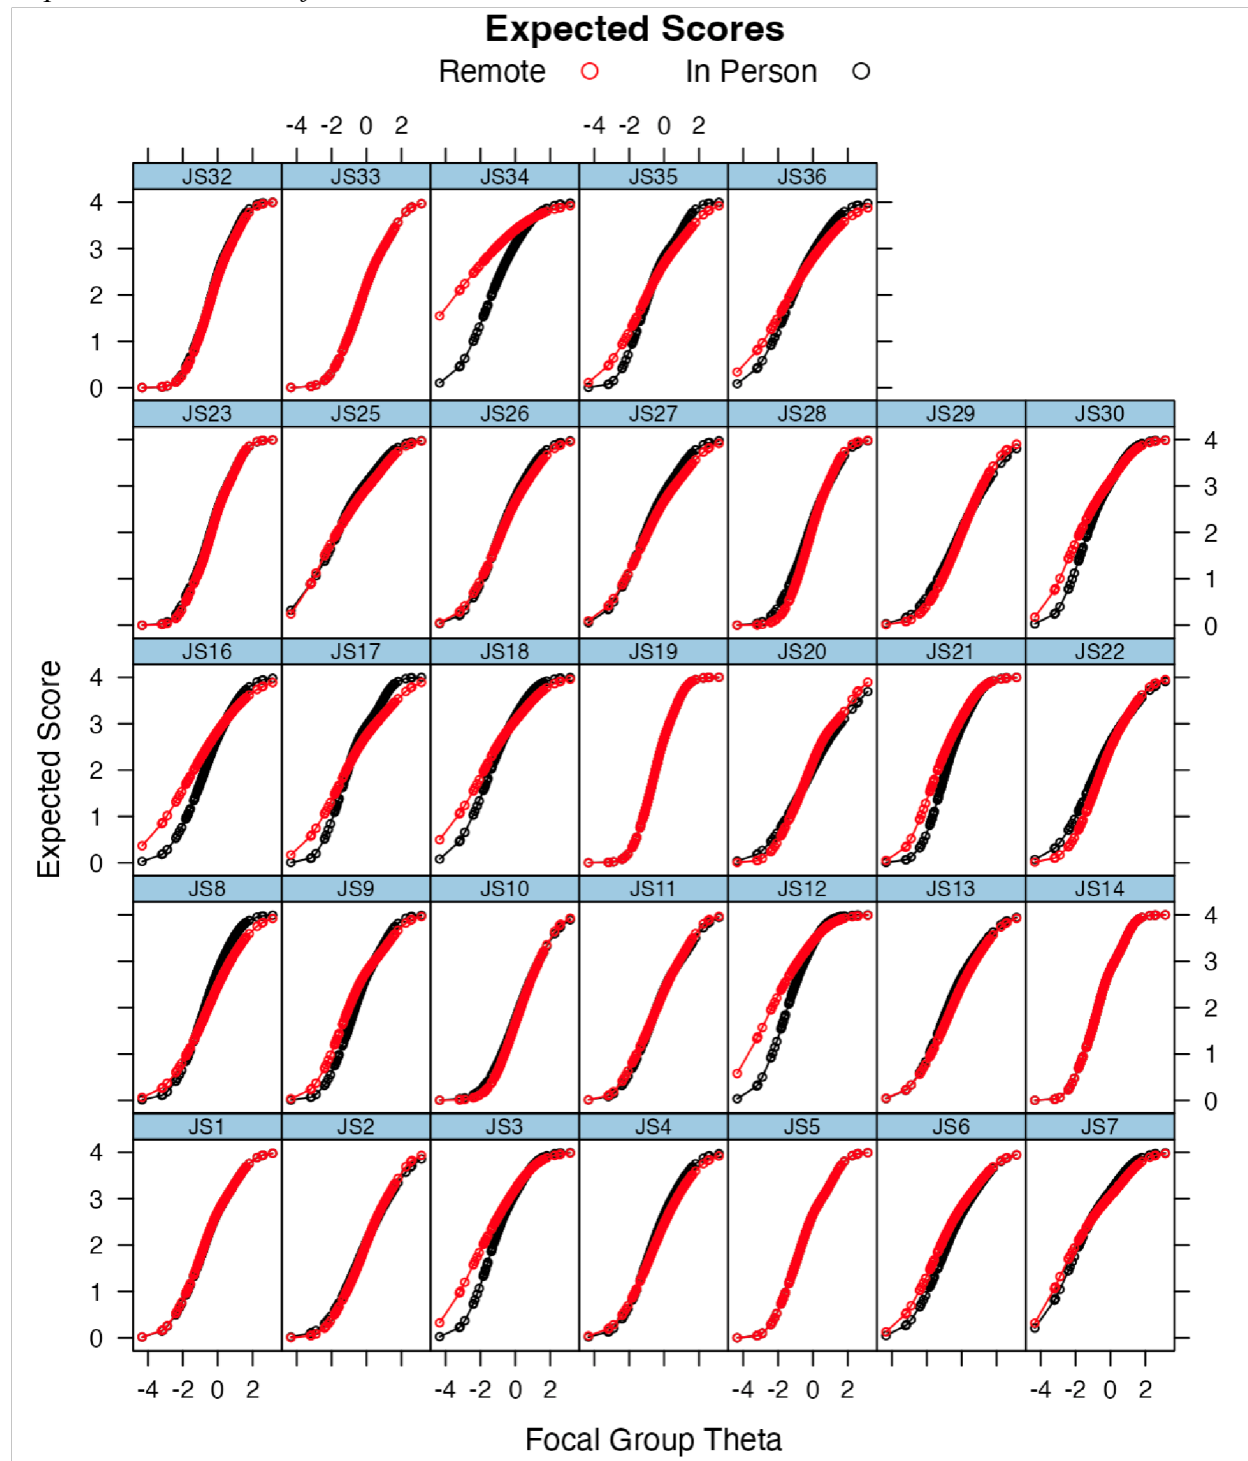 Expected Scores
Remote In Person
-4 -2 0 2 -4 -2 0 2
JS32 JS33 JS34 JS35 JS36
4
3
2
1
0
JS23 JS25 JS26 JS27 JS28 JS29 JS30
4
3
2
1
0
JS16 JS17 JS18 JS19 JS20 JS21 JS22
4
3
2
1
0
Expected Score
JS8 JS9 JS10 JS11 JS12 JS13 JS14
4
3
2
1
0
JS1 JS2 JS3 JS4 JS5 JS6 JS7
4
3
2
1
0
-4 -2 0 2 -4 -2 0 2 -4 -2 0 2 -4 -2 0 2
Focal Group Theta